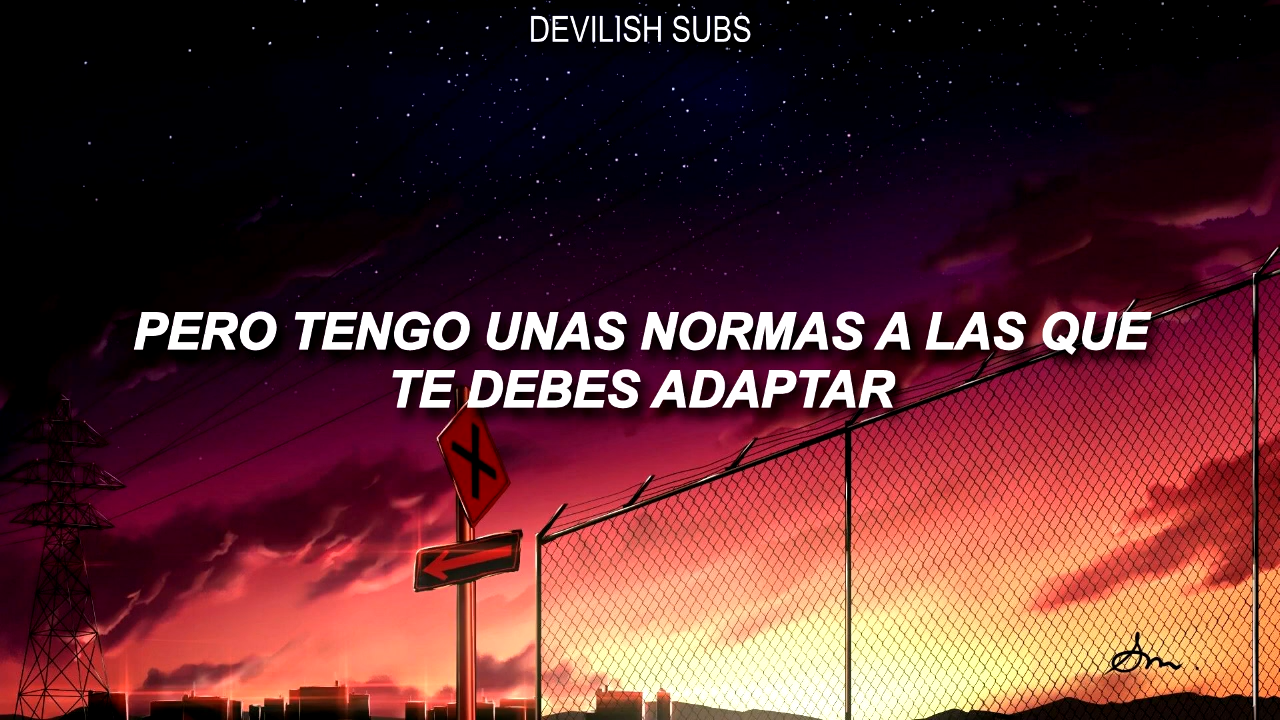 DEVILISH SUBS
PERO TENGO UNAS NORMAS A LAS QUE
TE DEBES ADAPTAR